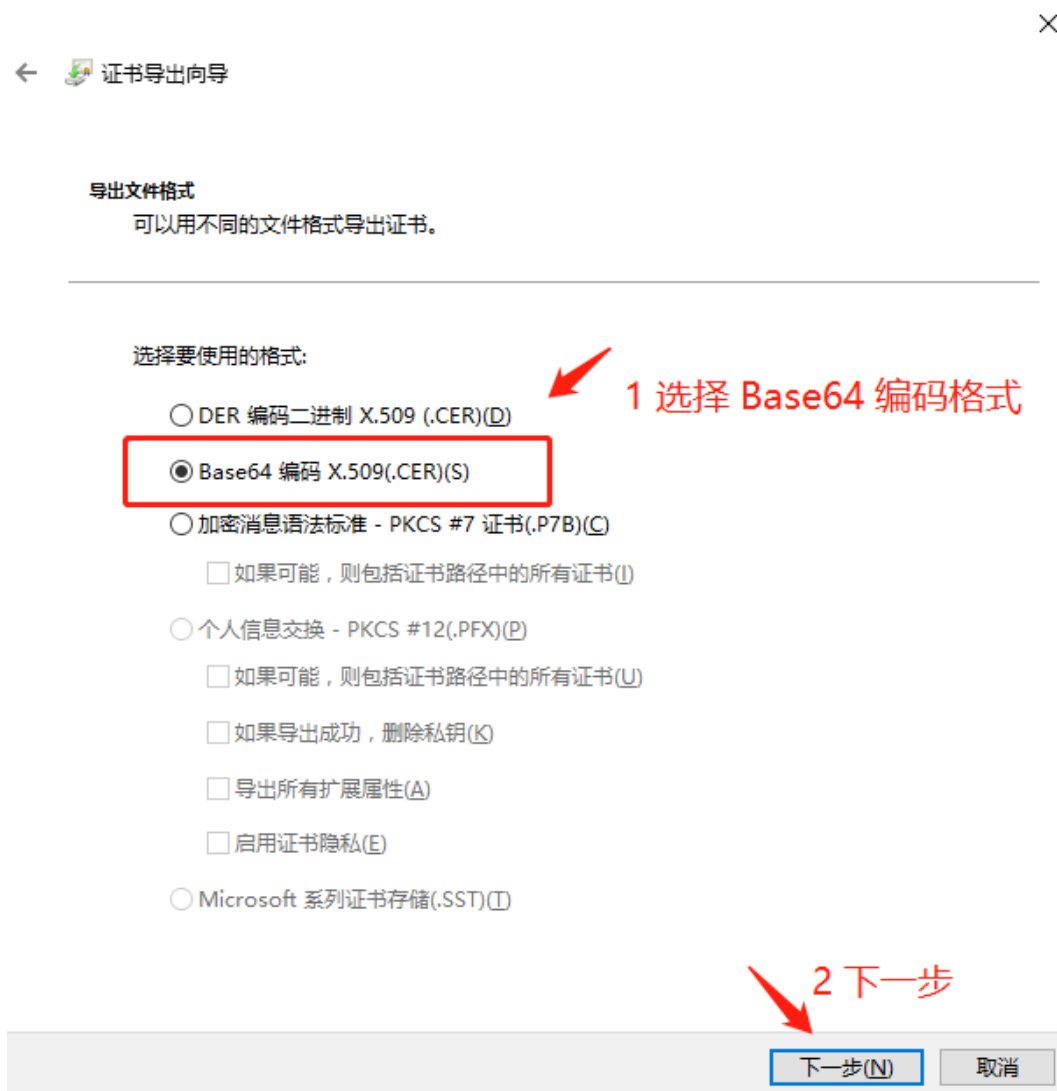 证书导出向导
导出文件格式
可以用不同的文件格式导出证书。
选择要使用的格式:
1 选择 Base64 编码格式
DER 编码二进制 X.509 (.CER)(D)
Base64 编码 X.509(.CER)(S)
加密消息语法标准 - PKCS #7 证书(.P7B)(C)
如果可能，则包括证书路径中的所有证书(I)
个人信息交换 - PKCS #12(.PFX)(P)
如果可能，则包括证书路径中的所有证书(U)
如果导出成功，删除私钥(K)
导出所有扩展属性(A)
启用证书隐私(E)
Microsoft 系列证书存储(.SST)(T)
2 下一步
下一步(N)
取消